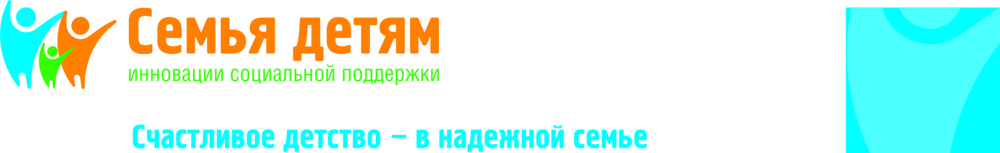 Семья детям
инновации социальной поддержки
Счастливое детство – в надежной семье